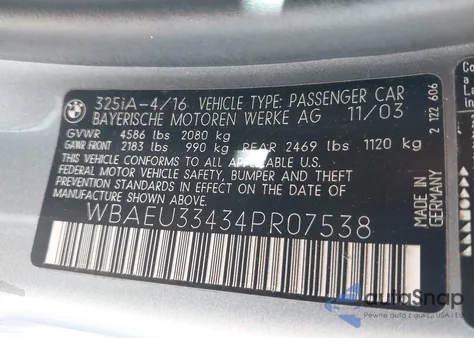 BMW
325iA-4/16 VEHICLE TYPE: PASSENGER CAR
BAYERISCHE MOTOREN WERKE AG 11/03
GVWR 4586 lbs 2080 kg
GAWR FRONT 2183 lbs 990 kg REAR 2469 lbs 1120 kg
THIS VEHICLE CONFORMS TO ALL APPLICABLE U.S.
FEDERAL MOTOR VEHICLE SAFETY, BUMPER AND THEFT
PREVENTION STANDARDS IN EFFECT ON THE DATE OF
MANUFACTURE SHOWN ABOVE.
WBAEU33434PR07538
2 122 606
MADE IN
GERMANY
autoSnap